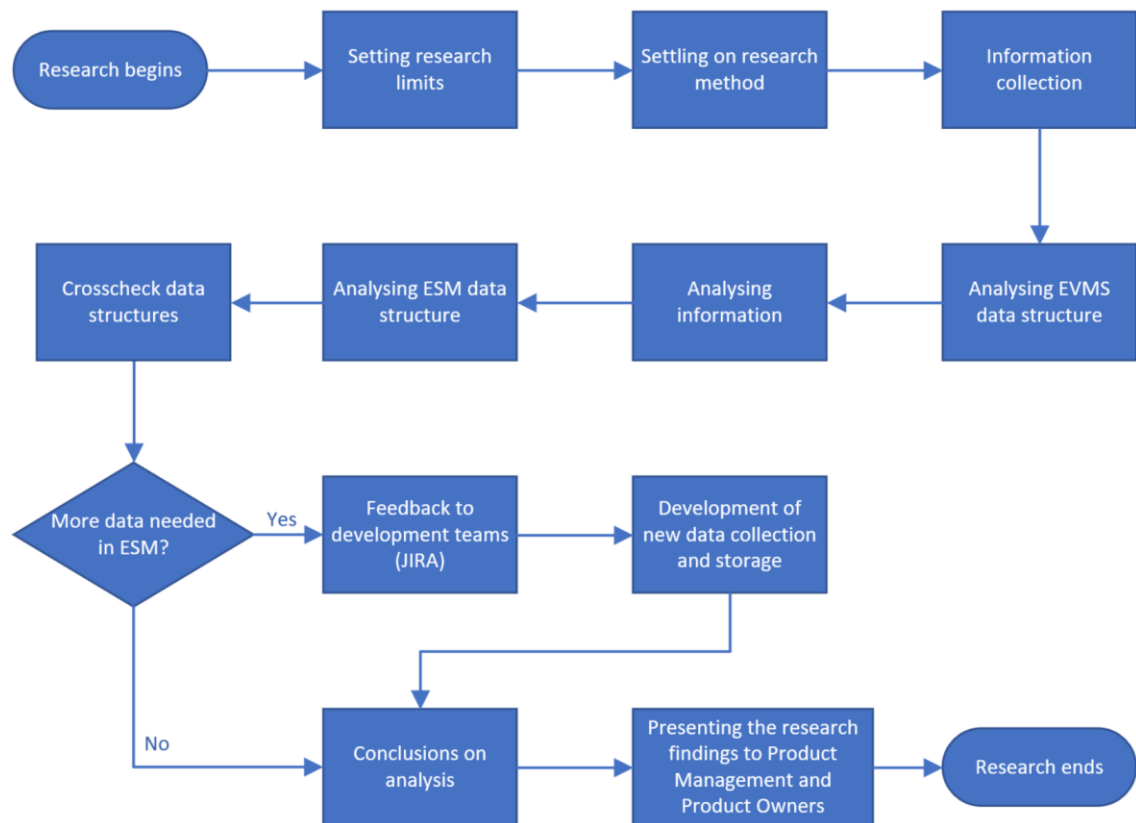 Research begins
Setting research
limits
Settling on research
method
Information
collection
Crosscheck data
structures
Analysing ESM data
structure
Analysing
information
Analysing EVMS
data structure
More data needed
in ESM?
Yes
Feedback to
development teams
(JIRA)
Development of
new data collection
and storage
No
Conclusions on
analysis
Presenting the research
findings to Product
Management and
Product Owners
Research ends